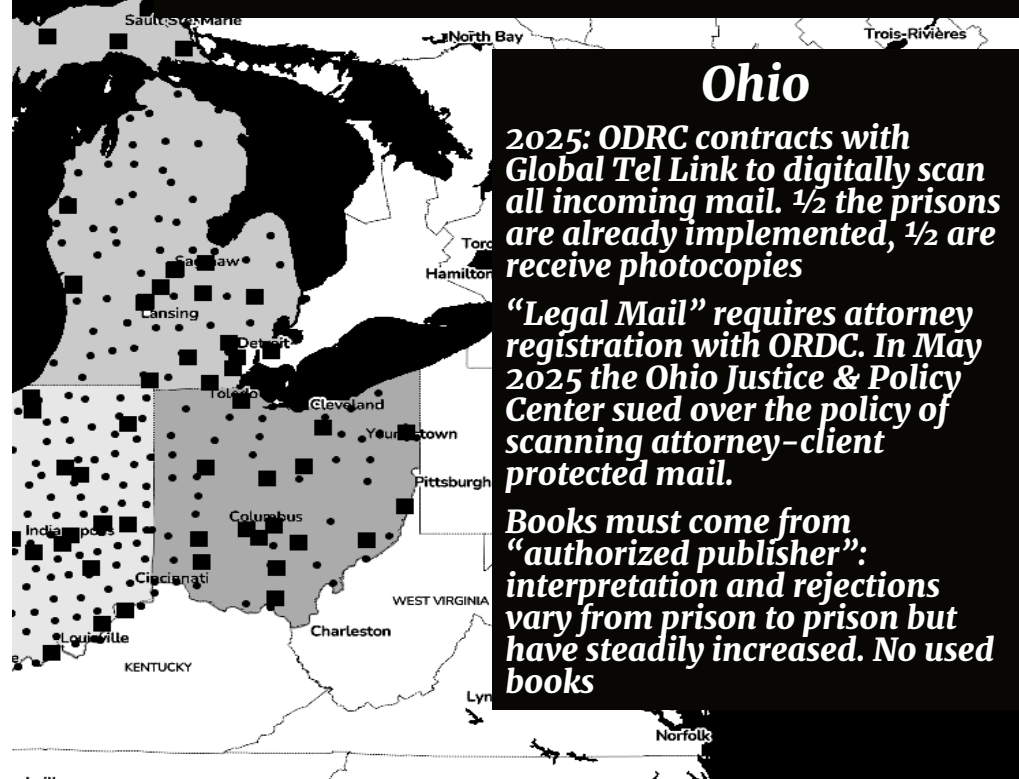 Sault Ste. Marie
North Bay
Trois-Rivières
Ohio
2025: ODRC contracts with
Global Tel Link to digitally scan
all incoming mail. ½ the prisons
are already implemented, ½ are
receive photocopies
“Legal Mail” requires attorney
registration with ORDC. In May
2025 the Ohio Justice & Policy
Center sued over the policy of
scanning attorney-client
protected mail.
Books must come from
“authorized publisher”:
interpretation and rejections
vary from prison to prison but
have steadily increased. No used
books
Toro
Hamilton
Saginaw
Lansing
Detroit
Toledo
Cleveland
Youngstown
Pittsburgh
Columbus
Indianapolis
Cincinnati
WEST VIRGINIA
Charleston
Louisville
KENTUCKY
Lyn
Norfolk